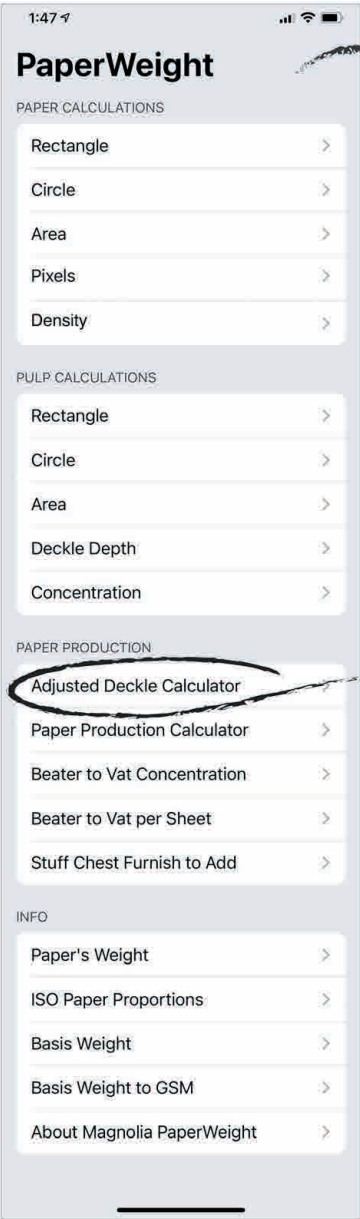 1:47
PaperWeight
PAPER CALCULATIONS
Rectangle
Circle
Area
Pixels
Density
PULP CALCULATIONS
Rectangle
Circle
Area
Deckle Depth
Concentration
PAPER PRODUCTION
Adjusted Deckle Calculator
Paper Production Calculator
Beater to Vat Concentration
Beater to Vat per Sheet
Stuff Chest Furnish to Add
INFO
Paper's Weight
ISO Paper Proportions
Basis Weight
Basis Weight to GSM
About Magnolia PaperWeight